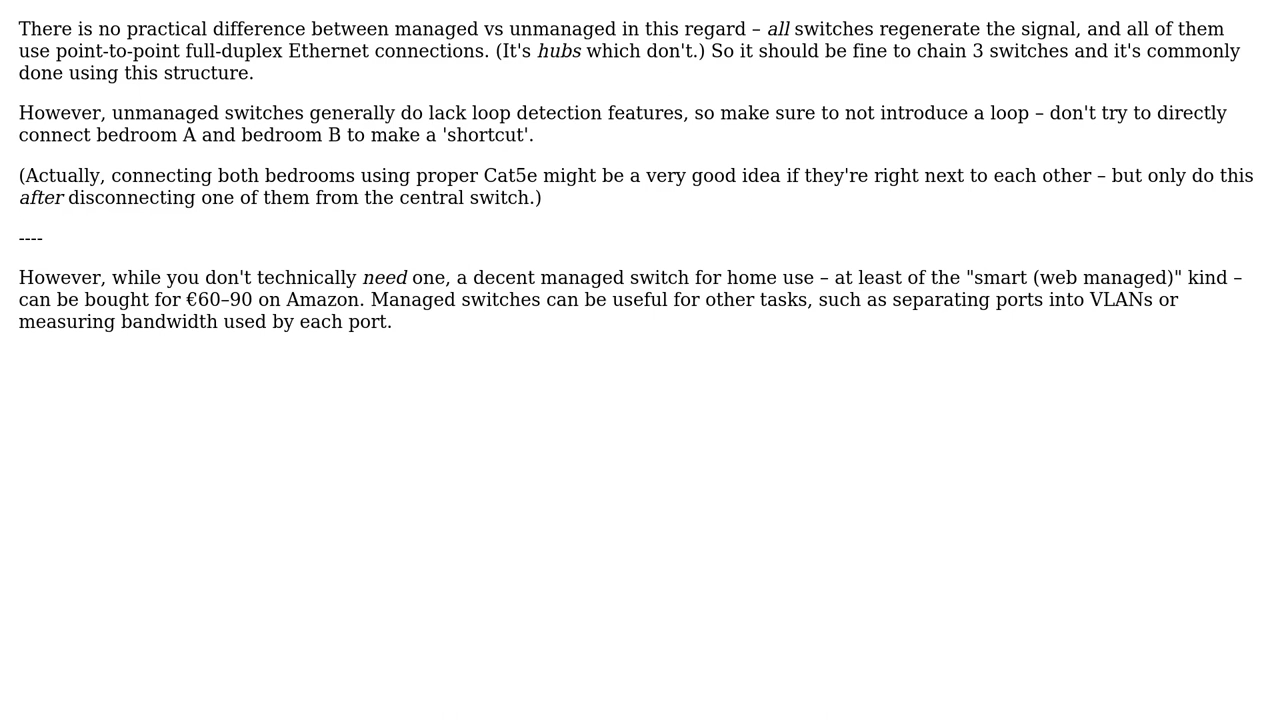 There is no practical difference between managed vs unmanaged in this regard – all switches regenerate the signal, and all of them
use point-to-point full-duplex Ethernet connections. (It's hubs which don't.) So it should be fine to chain 3 switches and it's commonly
done using this structure.
However, unmanaged switches generally do lack loop detection features, so make sure to not introduce a loop – don't try to directly
connect bedroom A and bedroom B to make a 'shortcut'.
(Actually, connecting both bedrooms using proper Cat5e might be a very good idea if they're right next to each other – but only do this
after disconnecting one of them from the central switch.)
----
However, while you don't technically need one, a decent managed switch for home use – at least of the "smart (web managed)" kind –
can be bought for €60–90 on Amazon. Managed switches can be useful for other tasks, such as separating ports into VLANs or
measuring bandwidth used by each port.